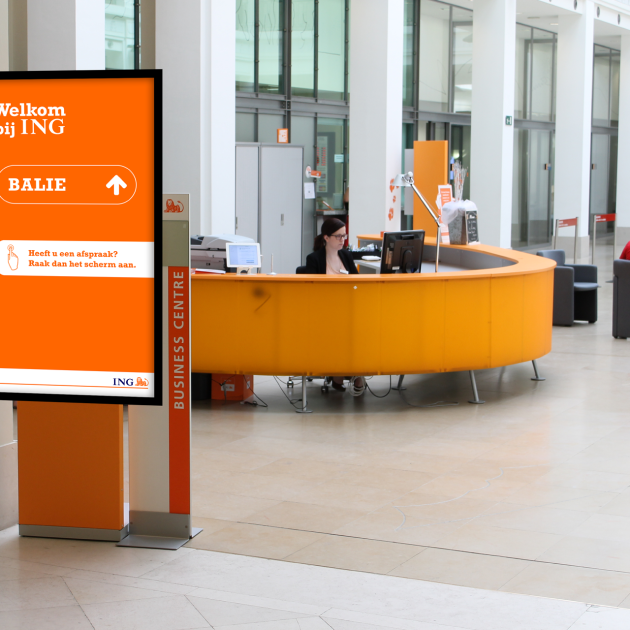 Welkom
bij ING
BALIE
Heeft u een afspraak?
Raak dan het scherm aan.
ING
BUSINESS CENTRE